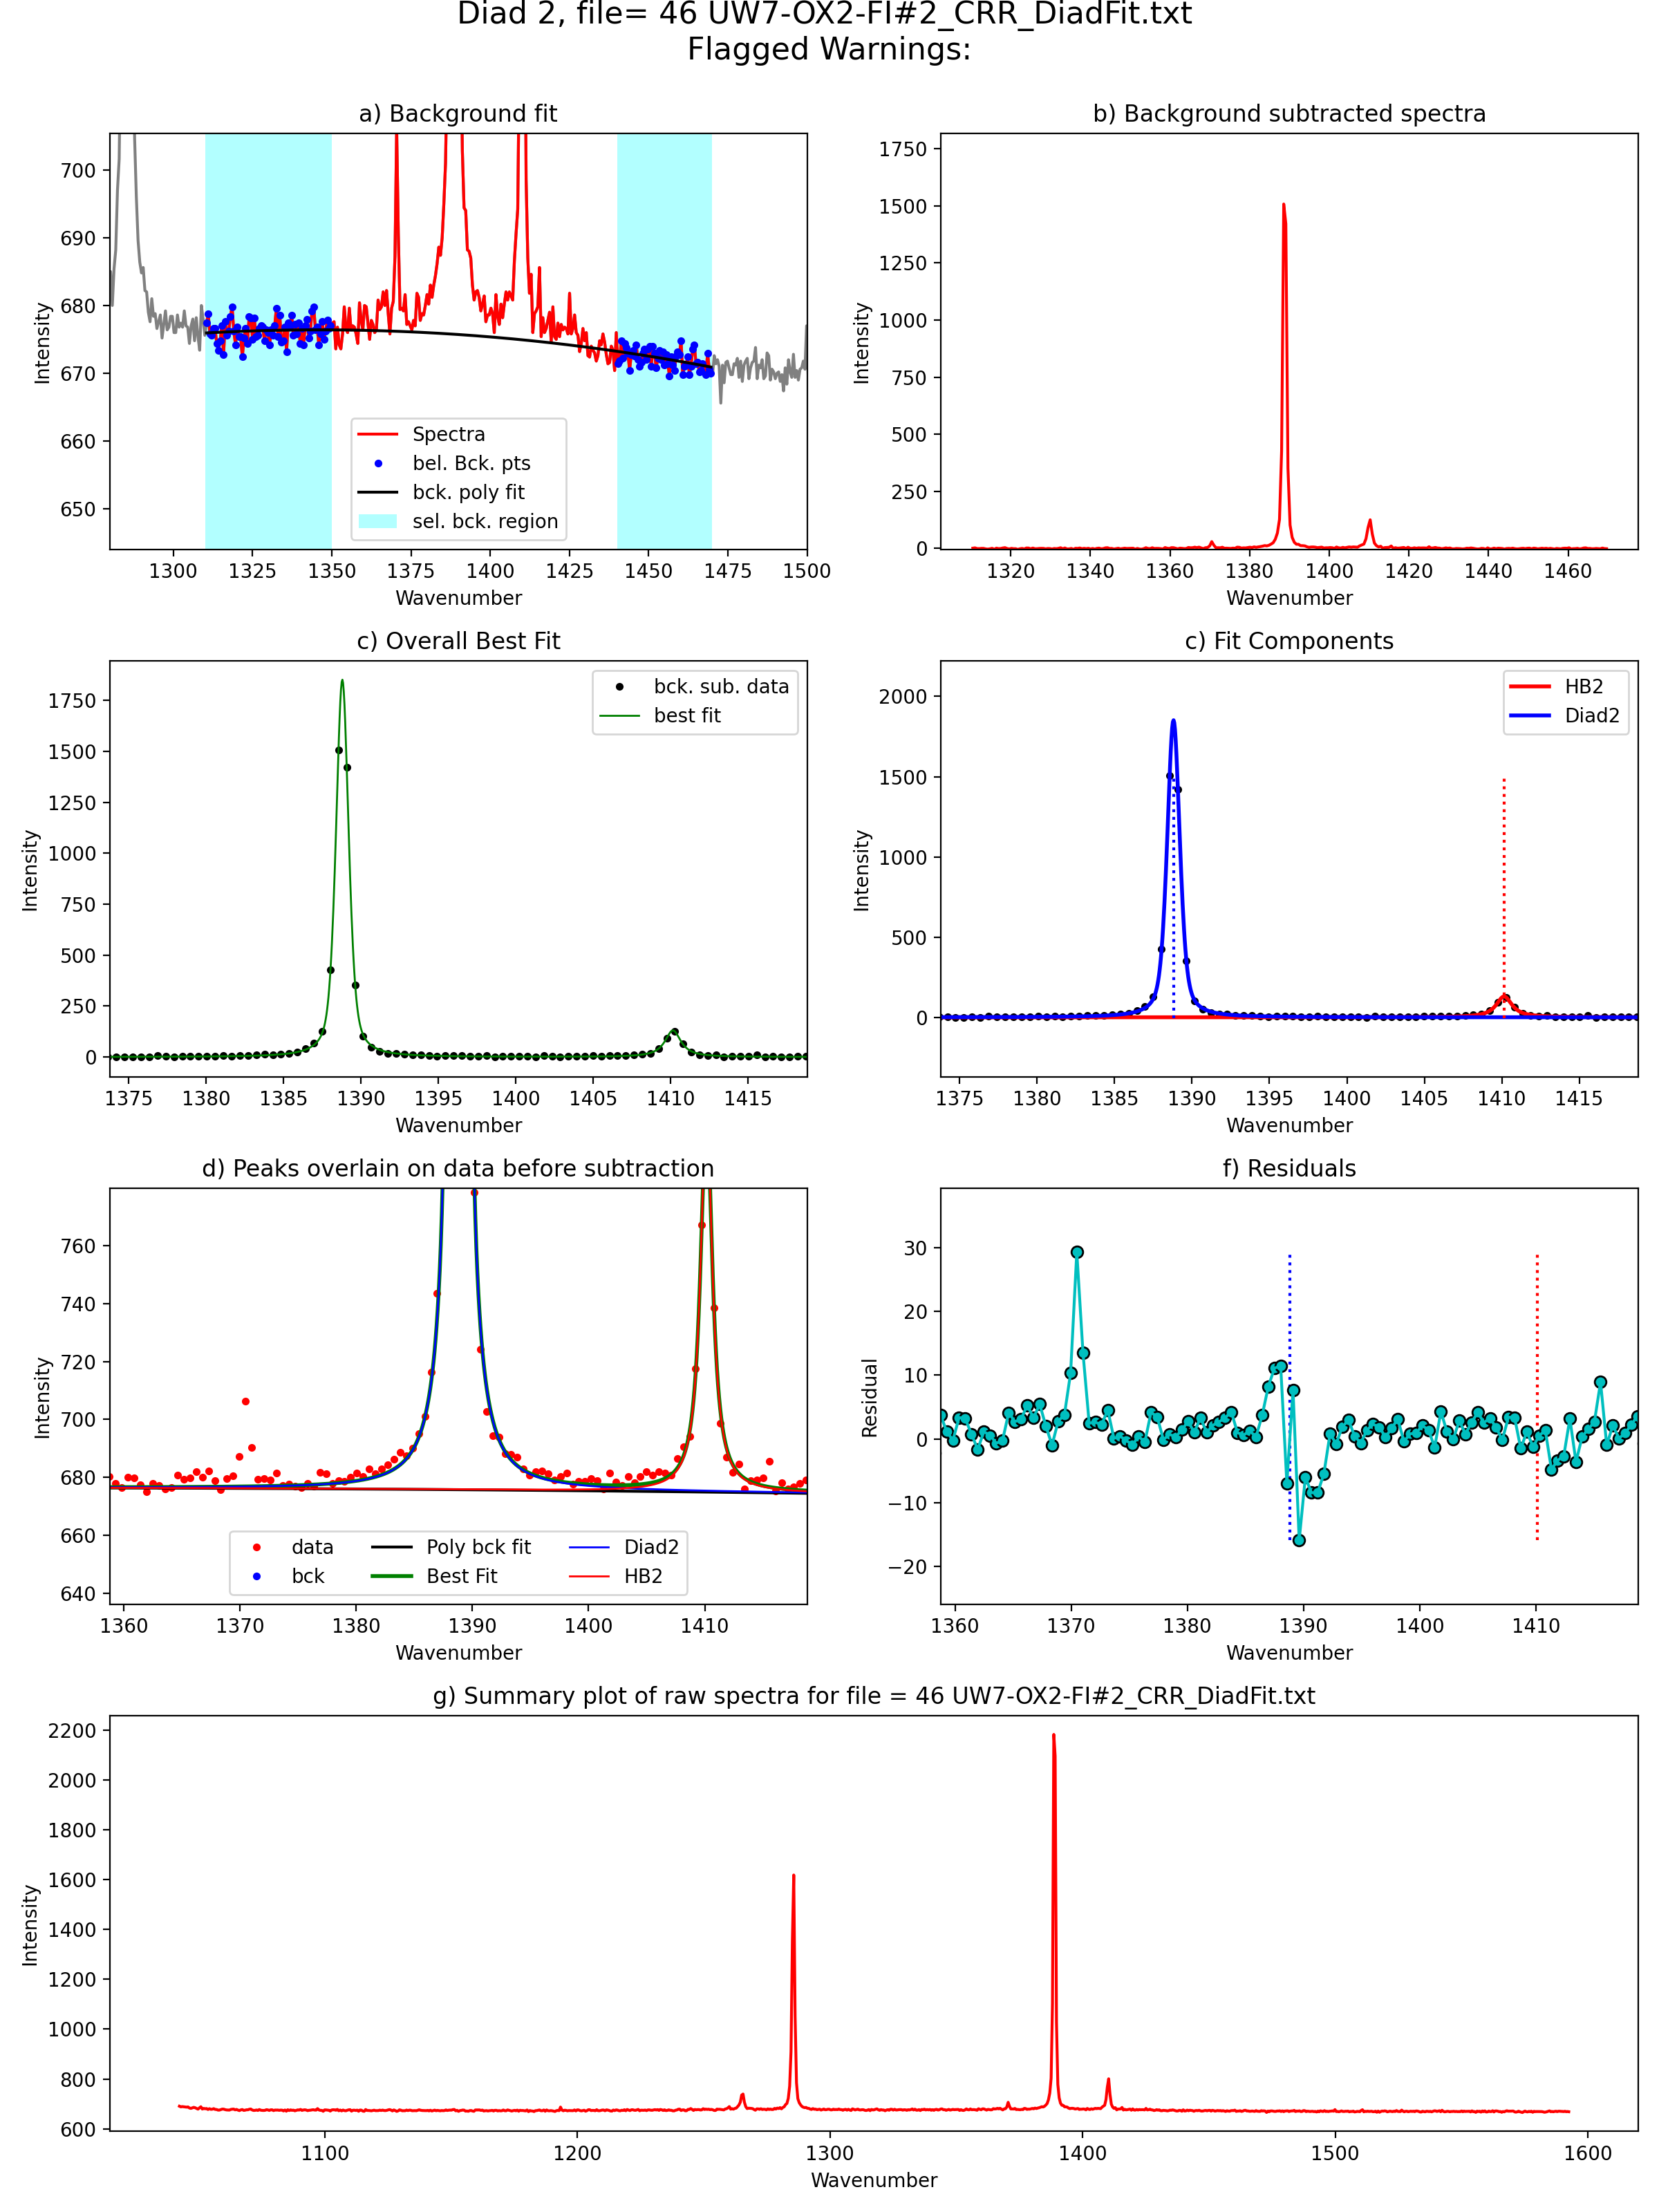 Diad 2, file= 46 UW7-OX2-FI#2_CRR_DiadFit.txt
Flagged Warnings:
a) Background fit
700
690
680
670
660
650
Intensity
Spectra
bel. Bck. pts
bck. poly fit
sel. bck. region
1300 1325 1350 1375 1400 1425 1450 1475 1500
Wavenumber
b) Background subtracted spectra
1750
1500
1250
1000
750
500
250
0
Intensity
1320 1340 1360 1380 1400 1420 1440 1460
Wavenumber
c) Overall Best Fit
1750
1500
1250
1000
750
500
250
0
Intensity
bck. sub. data
best fit
1375 1380 1385 1390 1395 1400 1405 1410 1415
Wavenumber
c) Fit Components
2000
1500
1000
500
0
Intensity
HB2
Diad2
1375 1380 1385 1390 1395 1400 1405 1410 1415
Wavenumber
d) Peaks overlain on data before subtraction
760
740
720
700
680
660
640
Intensity
data Poly bck fit Diad2
bck Best Fit HB2
1360 1370 1380 1390 1400 1410
Wavenumber
f) Residuals
30
20
10
0
−10
−20
Residual
1360 1370 1380 1390 1400 1410
Wavenumber
g) Summary plot of raw spectra for file = 46 UW7-OX2-FI#2_CRR_DiadFit.txt
2200
2000
1800
1600
1400
1200
1000
800
600
Intensity
1100 1200 1300 1400 1500 1600
Wavenumber